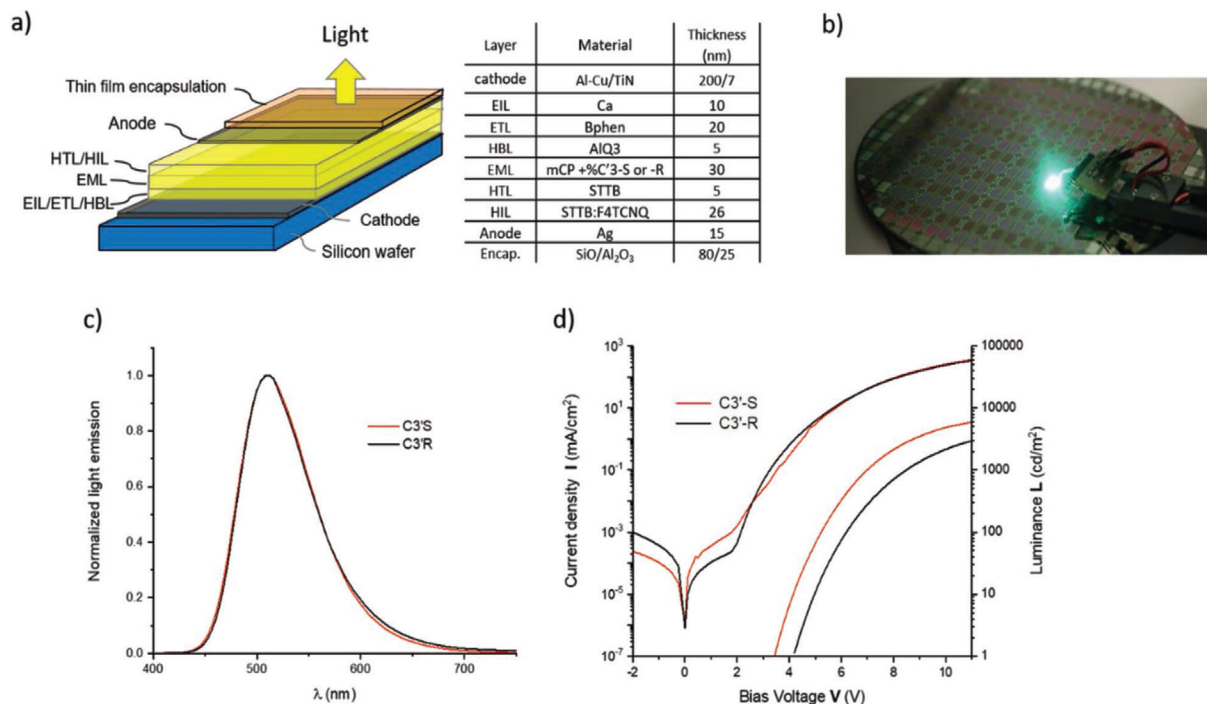 a)
Light
Thin film encapsulation
Anode
HTL/HIL
EML
EIL/ETL/HBL
Cathode
Silicon wafer
Layer Material Thickness
(nm)
cathode Al-Cu/TiN 200/7
EIL Ca 10
ETL Bphen 20
HBL AlQ3 5
EML mCP +%C'3-S or -R 30
HTL STTB 5
HIL STTB:F4TCNQ 26
Anode Ag 15
Encap. SiO/Al₂O₃ 80/25
b)
c)
Normalized light emission
1.0
0.8
0.6
0.4
0.2
0.0
400 500 600 700
λ (nm)
C3'S
C3'R
d)
Current density I (mA/cm²)
10³
10¹
10⁻¹
10⁻³
10⁻⁵
10⁻⁷
-2 0 2 4 6 8 10
Bias Voltage V (V)
C3'-S
C3'-R
100000
10000
1000
100
10
1
Luminance L (cd/m²)